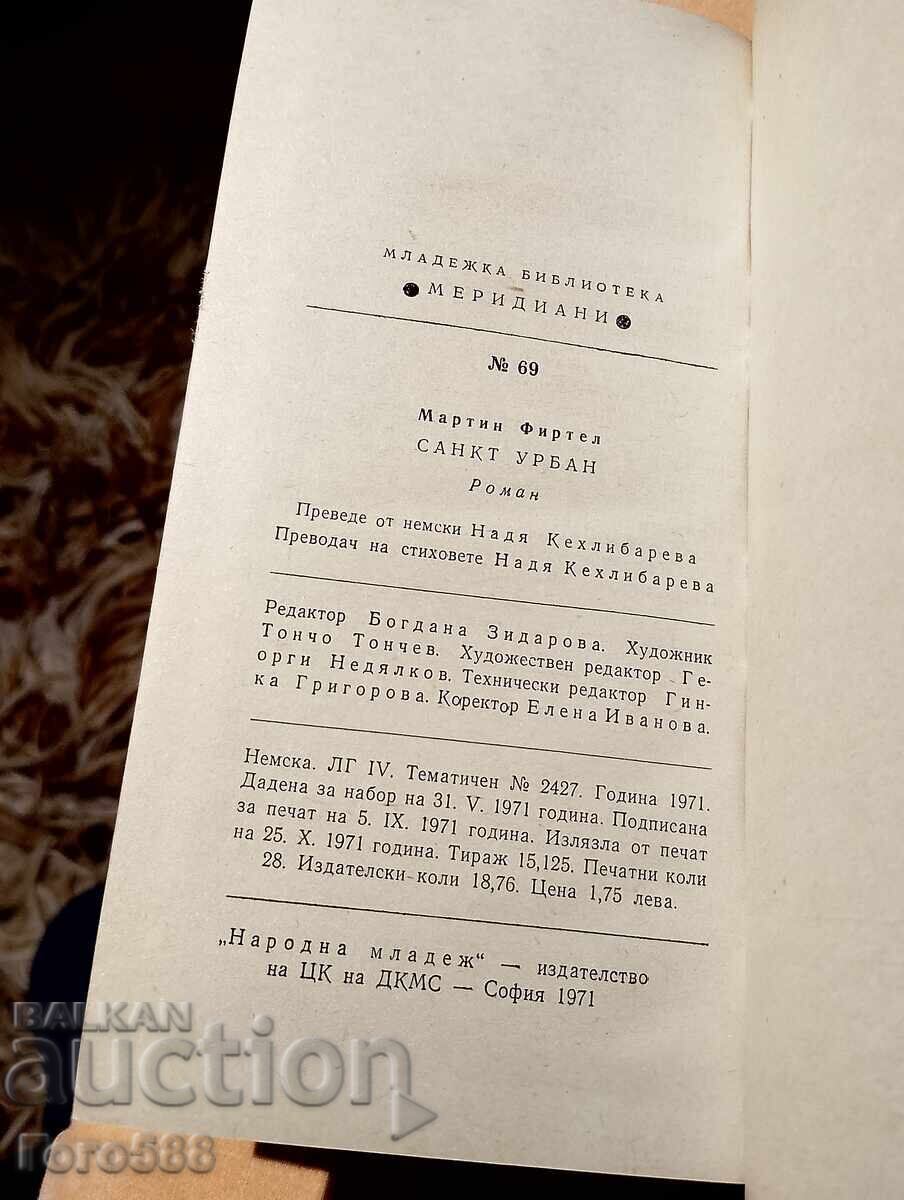 МЛАДЕЖКА БИБЛИОТЕКА
● МЕРИДИАНИ ●
№ 69
Мартин Фиртел
САНКТ УРБАН
Роман
Преведе от немски Надя Кехлибарева
Преводач на стиховете Надя Кехлибарева
Редактор Богдана Зидарова. Художник
Тончо Тончев. Художествен редактор Ге-
орги Недялков. Технически редактор Гин-
ка Григорова. Коректор Елена Иванова.
Немска. ЛГ IV. Тематичен № 2427. Година 1971.
Дадена за набор на 31. V. 1971 година. Подписана
за печат на 5. IX. 1971 година. Излязла от печат
на 25. X. 1971 година. Тираж 15,125. Печатни коли
28. Издателски коли 18,76. Цена 1,75 лева.
„Народна младеж“ — издателство
на ЦК на ДКМС — София 1971
BALKAN
auction
Гоro588